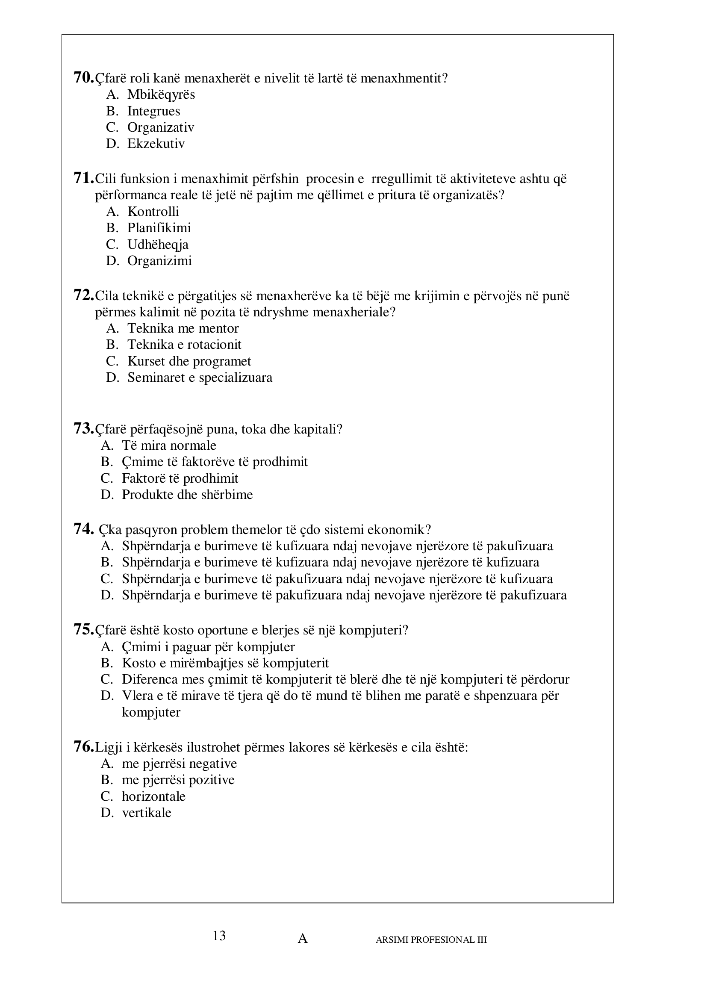 70.Çfarë roli kanë menaxherët e nivelit të lartë të menaxhmentit?
A. Mbikëqyrës
B. Integrues
C. Organizativ
D. Ekzekutiv
71.Cili funksion i menaxhimit përfshin procesin e rregullimit të aktiviteteve ashtu që
përformanca reale të jetë në pajtim me qëllimet e pritura të organizatës?
A. Kontrolli
B. Planifikimi
C. Udhëheqja
D. Organizimi
72.Cila teknikë e përgatitjes së menaxherëve ka të bëjë me krijimin e përvojës në punë
përmes kalimit në pozita të ndryshme menaxheriale?
A. Teknika me mentor
B. Teknika e rotacionit
C. Kurset dhe programet
D. Seminaret e specializuara
73.Çfarë përfaqësojnë puna, toka dhe kapitali?
A. Të mira normale
B. Çmime të faktorëve të prodhimit
C. Faktorë të prodhimit
D. Produkte dhe shërbime
74. Çka pasqyron problem themelor të çdo sistemi ekonomik?
A. Shpërndarja e burimeve të kufizuara ndaj nevojave njerëzore të pakufizuara
B. Shpërndarja e burimeve të kufizuara ndaj nevojave njerëzore të kufizuara
C. Shpërndarja e burimeve të pakufizuara ndaj nevojave njerëzore të kufizuara
D. Shpërndarja e burimeve të pakufizuara ndaj nevojave njerëzore të pakufizuara
75.Çfarë është kosto oportune e blerjes së një kompjuteri?
A. Çmimi i paguar për kompjuter
B. Kosto e mirëmbajtjes së kompjuterit
C. Diferenca mes çmimit të kompjuterit të blerë dhe të një kompjuteri të përdorur
D. Vlera e të mirave të tjera që do të mund të blihen me paratë e shpenzuara për
kompjuter
76.Ligji i kërkesës ilustrohet përmes lakores së kërkesës e cila është:
A. me pjerrësi negative
B. me pjerrësi pozitive
C. horizontale
D. vertikale
13 A ARSIMI PROFESIONAL III